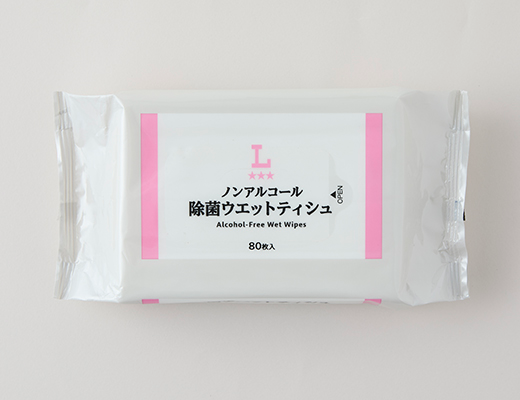 L
★★★
ノンアルコール
除菌ウエットティシュ
Alcohol-Free Wet Wipes
80枚入
◀OPEN